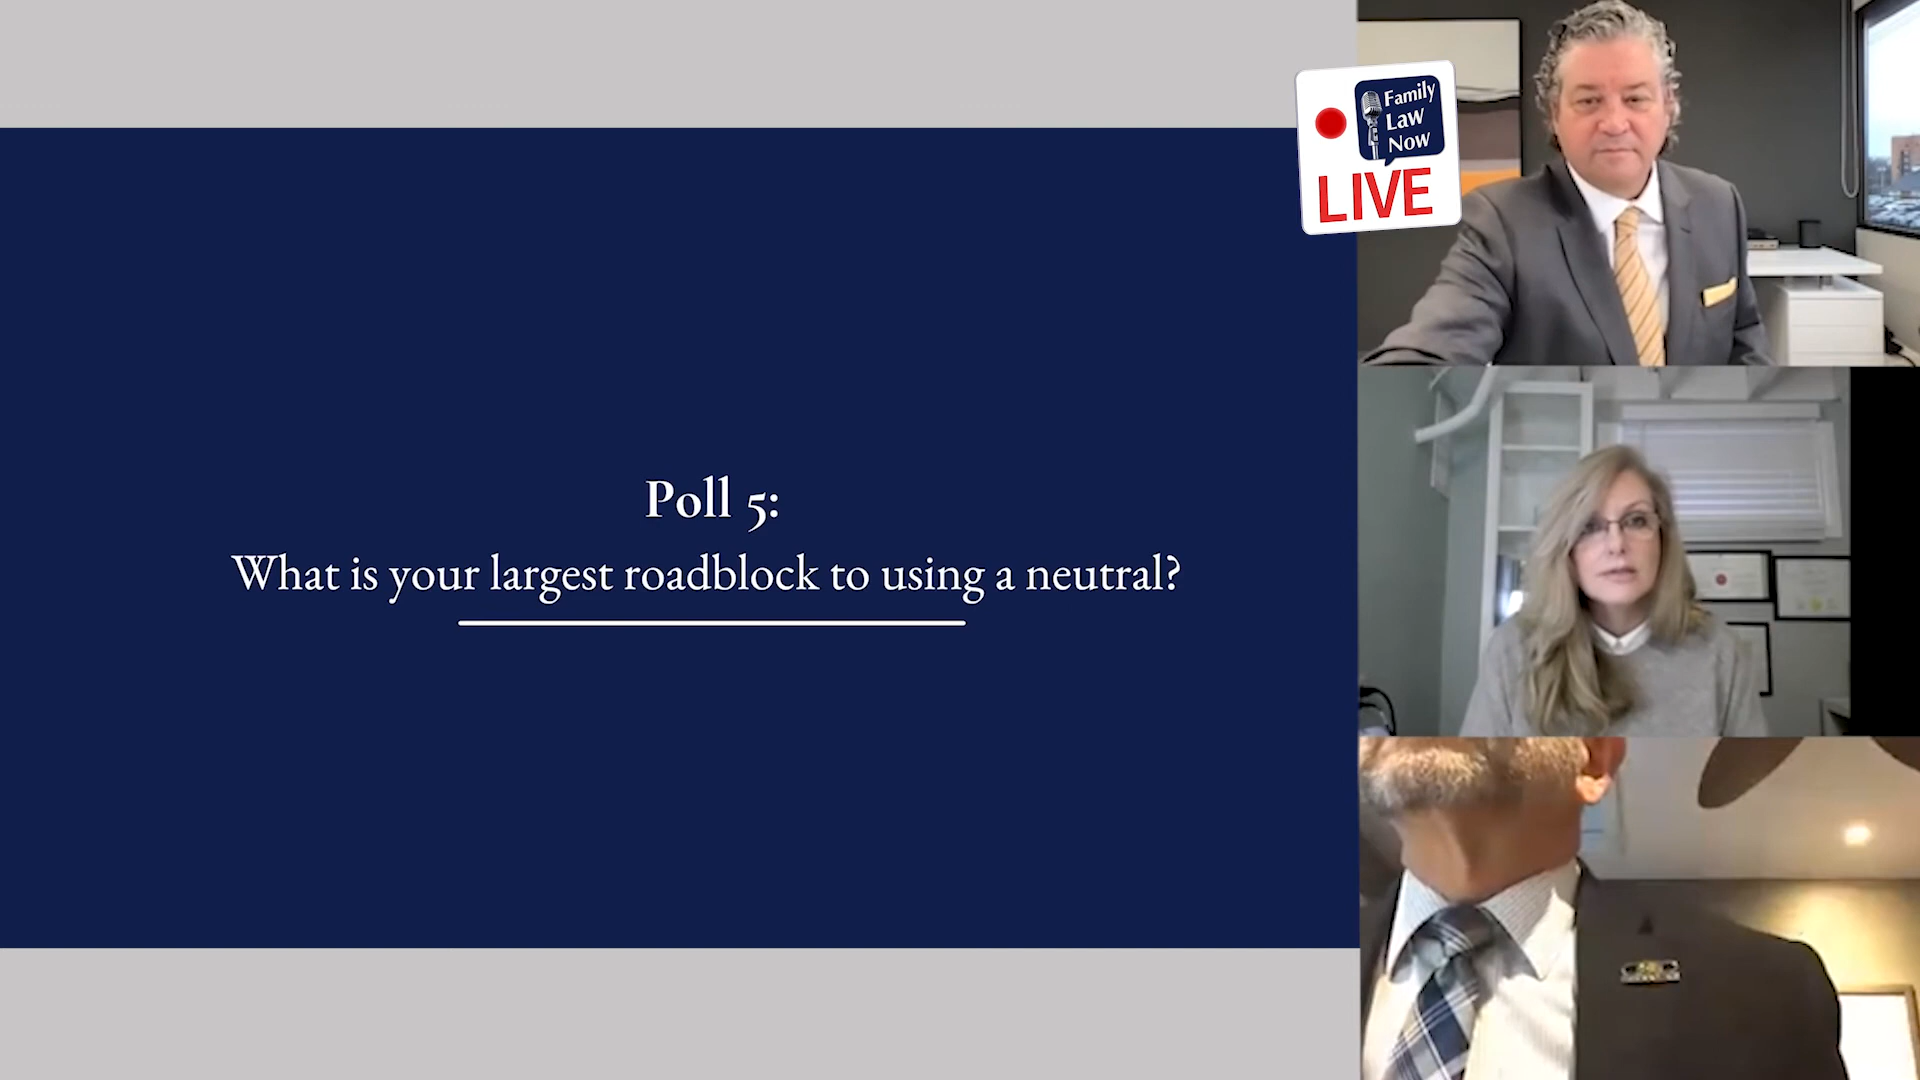 Poll 5:
What is your largest roadblock to using a neutral?
Family
Law
Now
LIVE